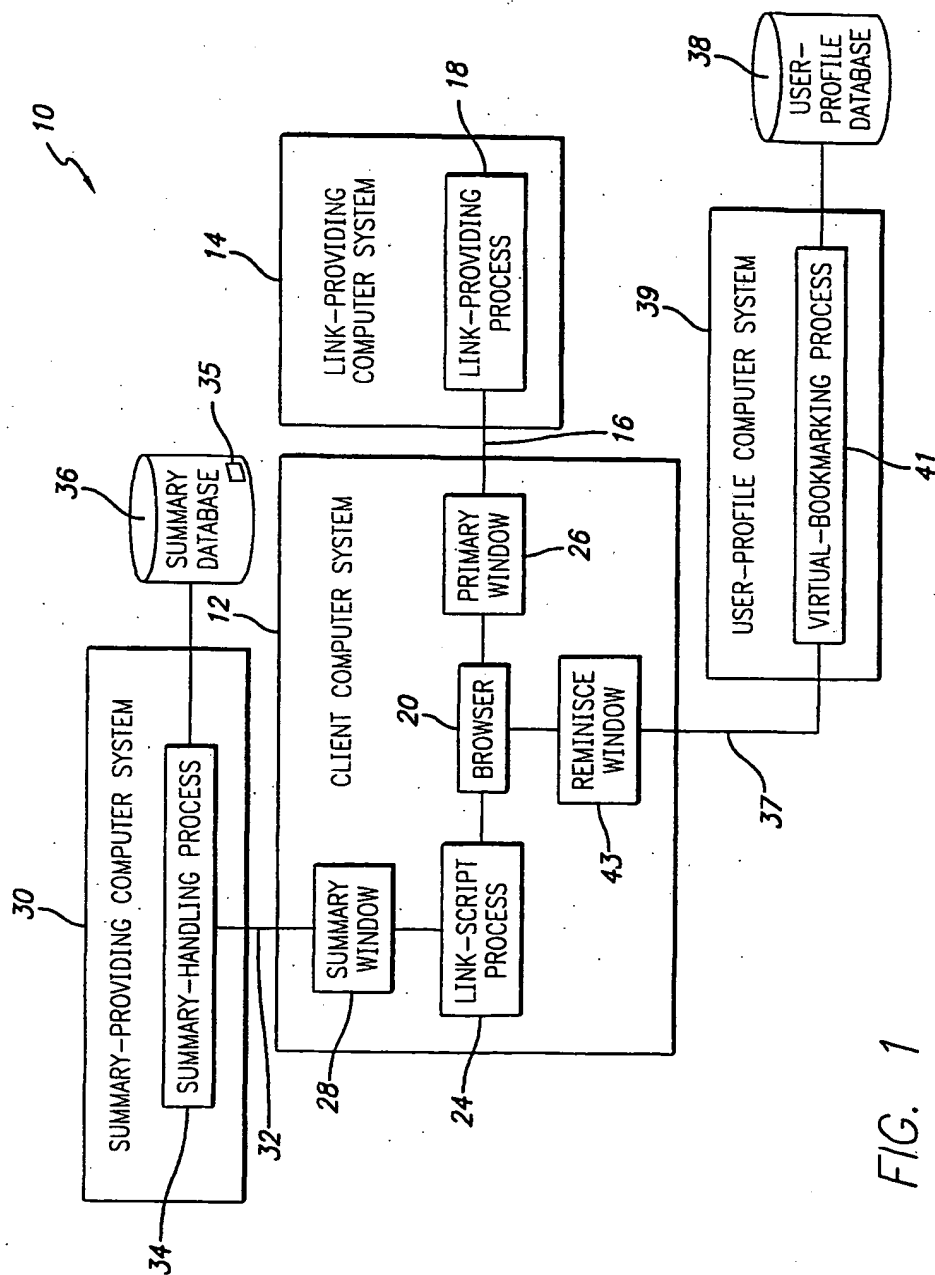 10
30
SUMMARY-PROVIDING COMPUTER SYSTEM
SUMMARY-HANDLING PROCESS
34
32
36
SUMMARY
DATABASE
35
12
CLIENT COMPUTER SYSTEM
SUMMARY
WINDOW
28
LINK-SCRIPT
PROCESS
24
20
BROWSER
PRIMARY
WINDOW
26
REMINISCE
WINDOW
43
14
LINK-PROVIDING
COMPUTER SYSTEM
LINK-PROVIDING
PROCESS
18
16
37
39
USER-PROFILE COMPUTER SYSTEM
VIRTUAL-BOOKMARKING PROCESS
41
38
USER-
PROFILE
DATABASE
FIG. 1